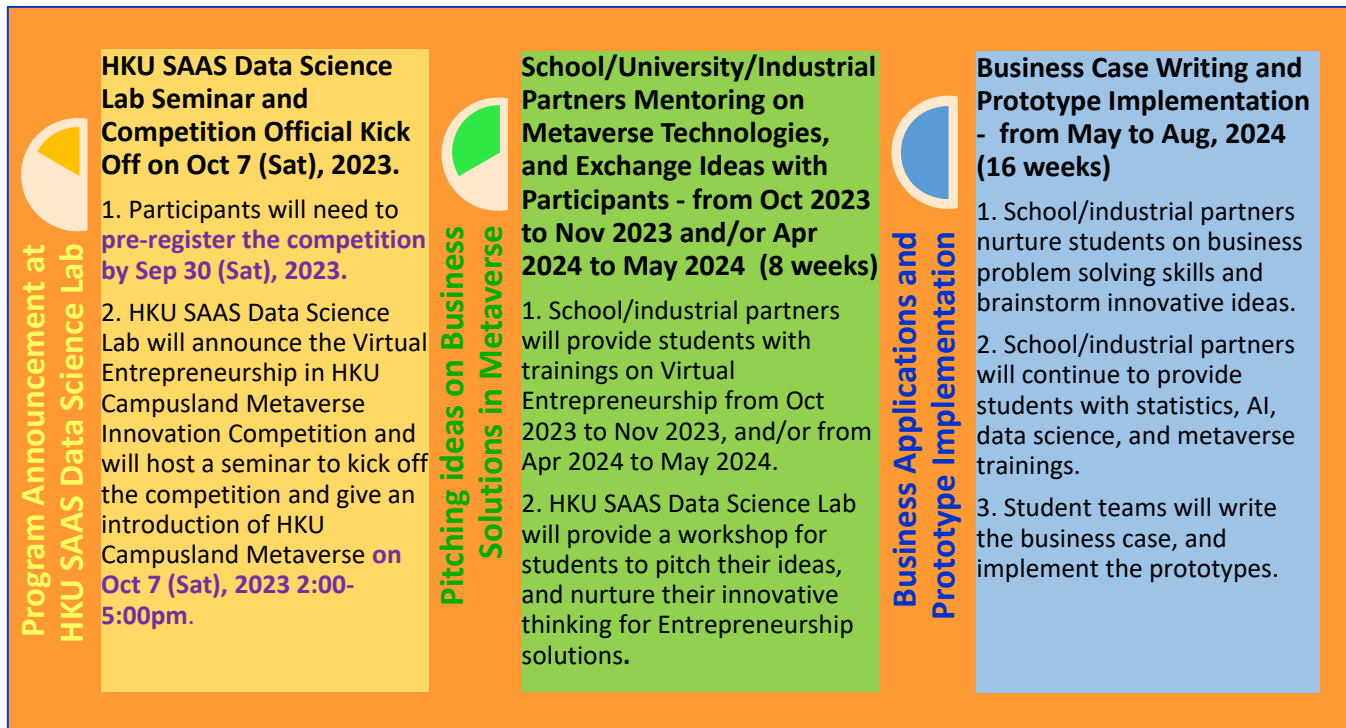 Program Announcement at
HKU SAAS Data Science Lab
HKU SAAS Data Science
Lab Seminar and
Competition Official Kick
Off on Oct 7 (Sat), 2023.
1. Participants will need to
pre-register the competition
by Sep 30 (Sat), 2023.
2. HKU SAAS Data Science
Lab will announce the Virtual
Entrepreneurship in HKU
Campusland Metaverse
Innovation Competition and
will host a seminar to kick off
the competition and give an
introduction of HKU
Campusland Metaverse on
Oct 7 (Sat), 2023 2:00-
5:00pm.
Pitching ideas on Business
Solutions in Metaverse
School/University/Industrial
Partners Mentoring on
Metaverse Technologies,
and Exchange Ideas with
Participants - from Oct 2023
to Nov 2023 and/or Apr
2024 to May 2024 (8 weeks)
1. School/industrial partners
will provide students with
trainings on Virtual
Entrepreneurship from Oct
2023 to Nov 2023, and/or from
Apr 2024 to May 2024.
2. HKU SAAS Data Science Lab
will provide a workshop for
students to pitch their ideas,
and nurture their innovative
thinking for Entrepreneurship
solutions.
Business Applications and
Prototype Implementation
Business Case Writing and
Prototype Implementation
- from May to Aug, 2024
(16 weeks)
1. School/industrial partners
nurture students on business
problem solving skills and
brainstorm innovative ideas.
2. School/industrial partners
will continue to provide
students with statistics, AI,
data science, and metaverse
trainings.
3. Student teams will write
the business case, and
implement the prototypes.